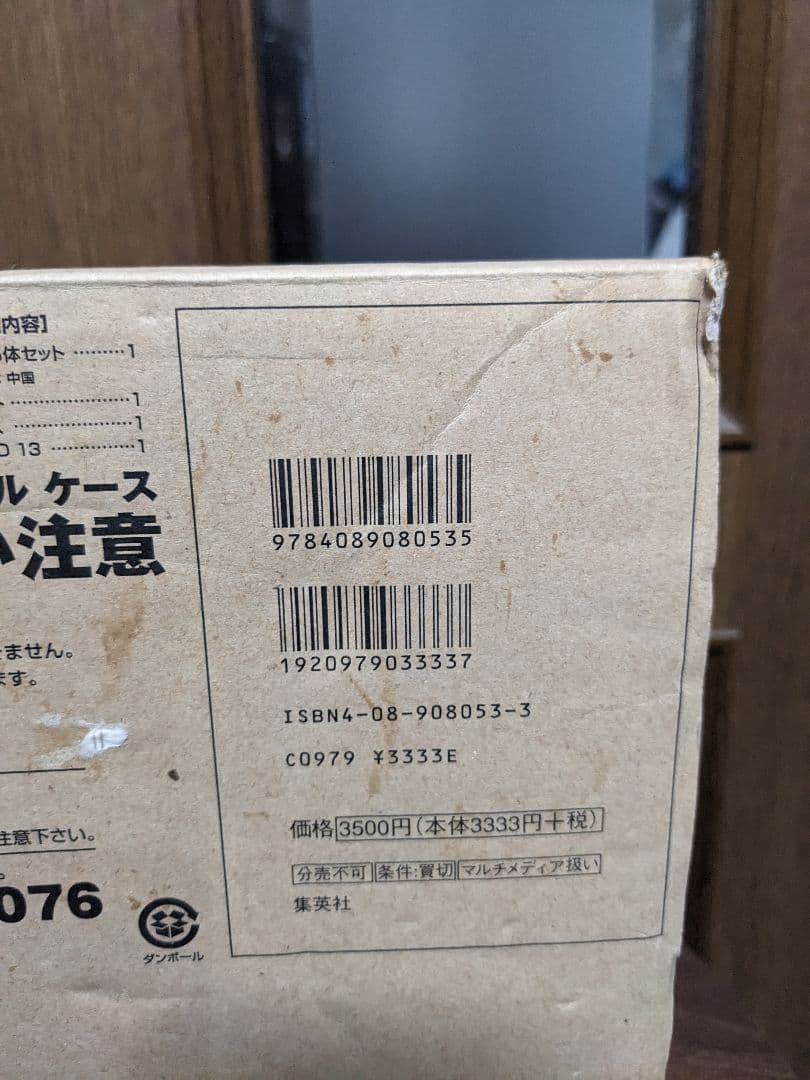 内容】
体セット ………1
中国
…………………1
…………………1
D 13 ……………1
ル ケース
い注意
ません。
ます。
注意下さい。
076
ダンボール
9784089080535
1920979033337
ISBN4-08-908053-3
C0979 ¥3333E
価格 3500円(本体3333円+税)
分売不可 条件:買切 マルチメディア扱い
集英社